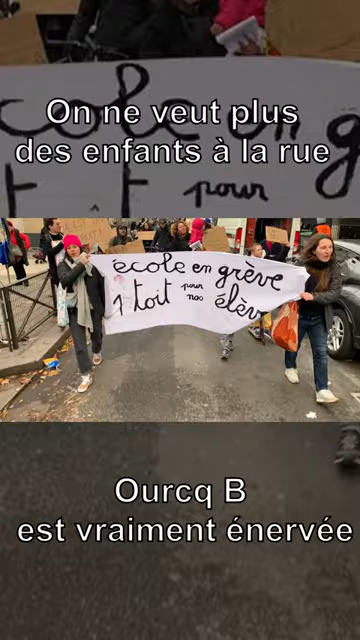 On ne veut plus
des enfants à la rue
école en grève
1 toit pour nos élèv
Ourcq B
est vraiment énervée